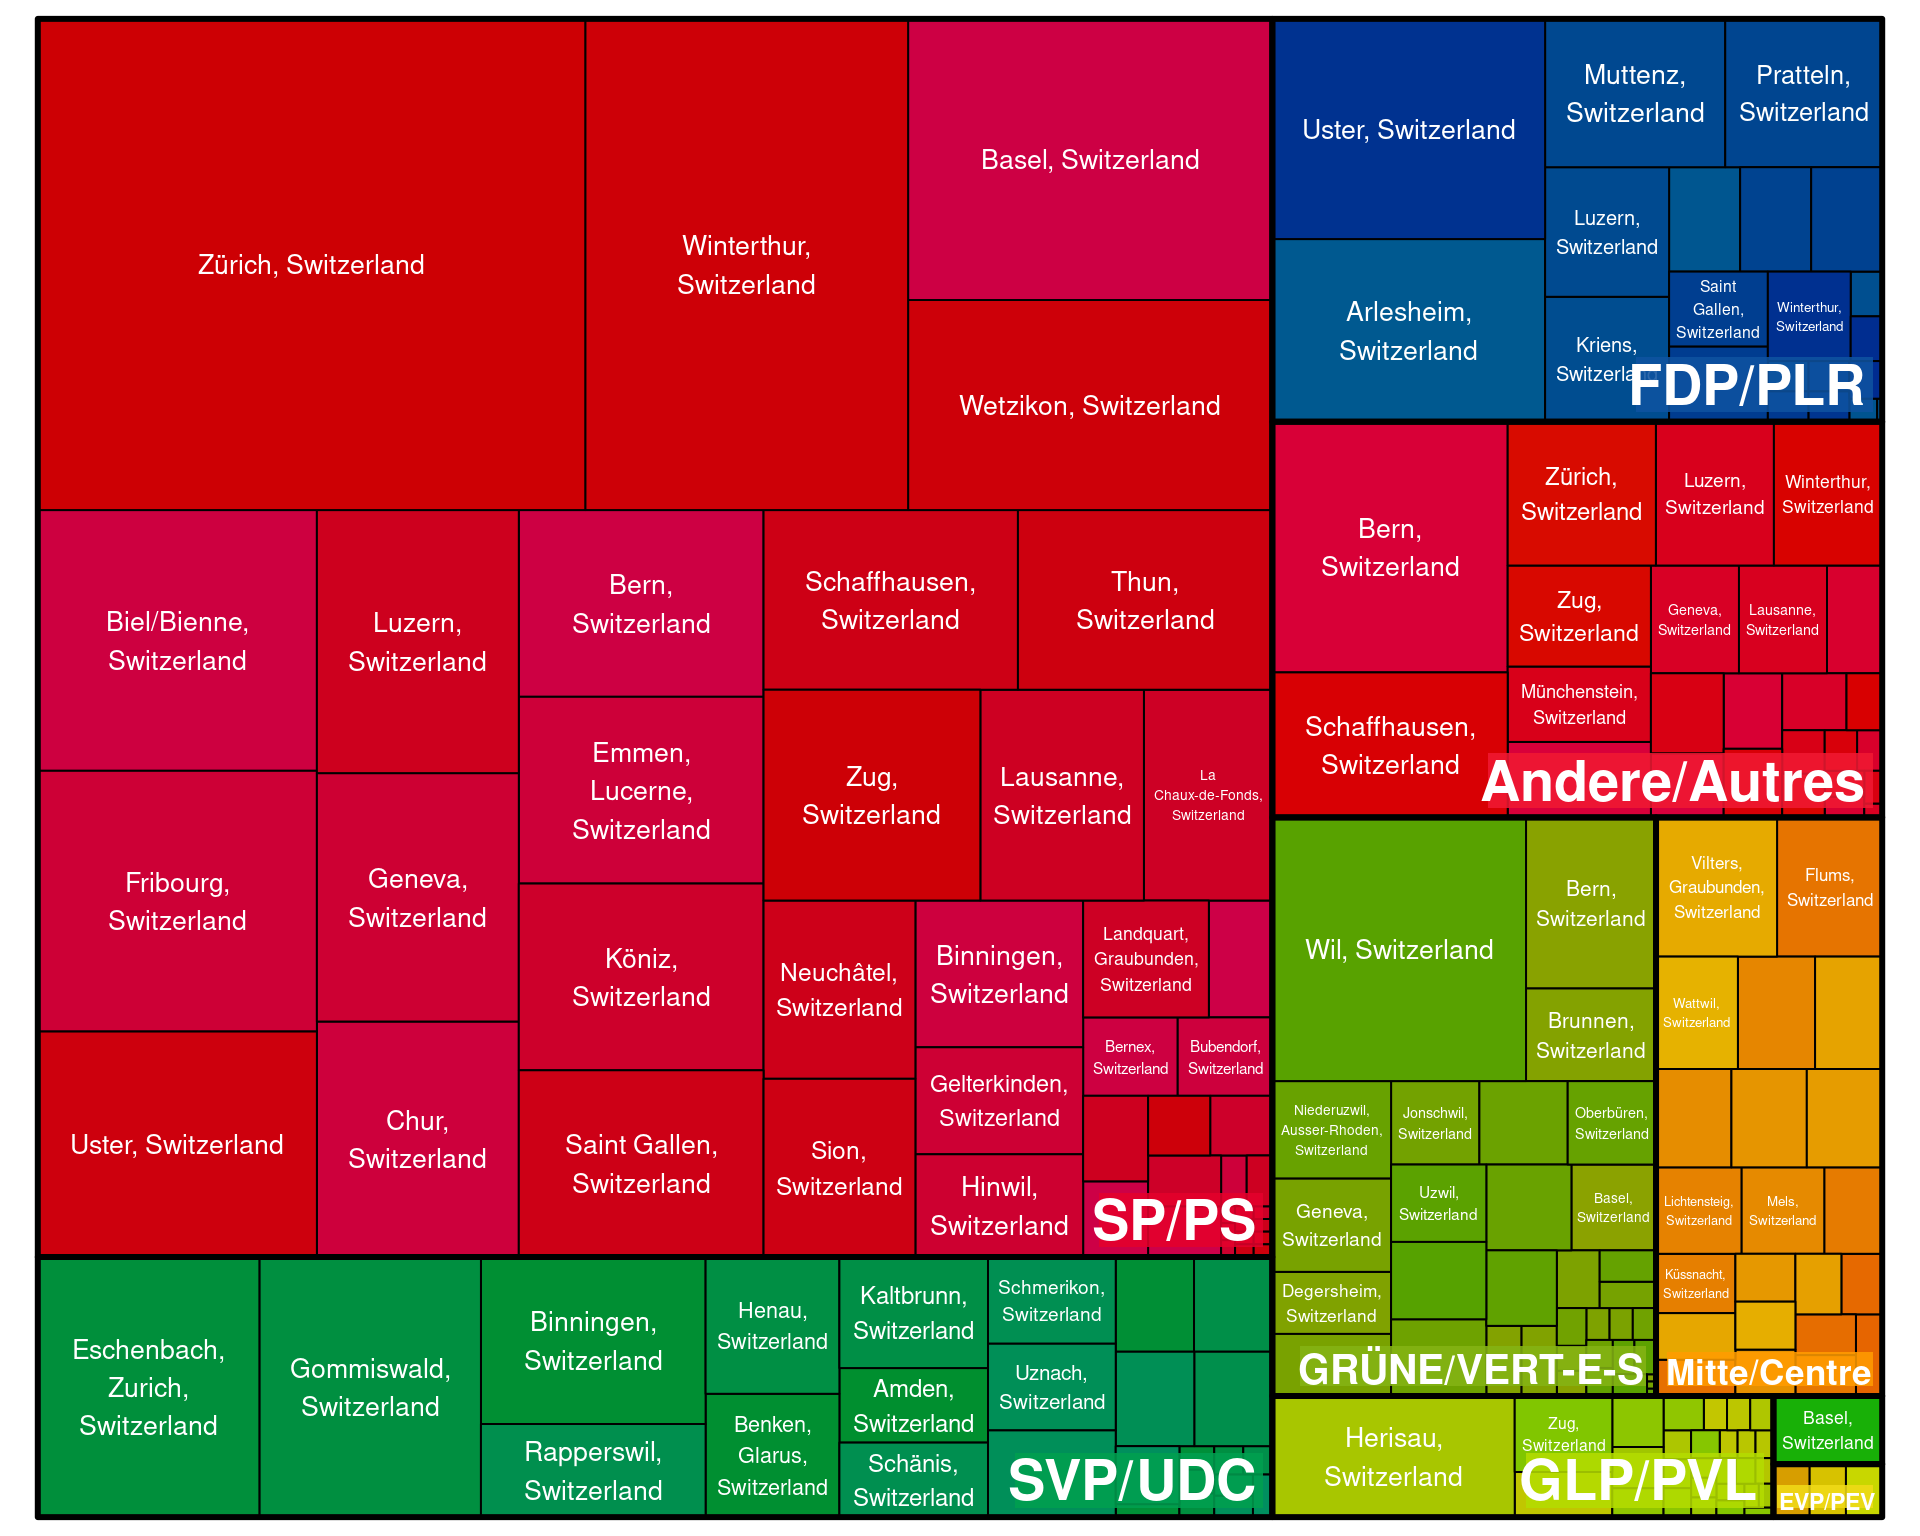 Zürich, Switzerland
Winterthur,
Switzerland
Basel, Switzerland
Wetzikon, Switzerland
Biel/Bienne,
Switzerland
Luzern,
Switzerland
Bern,
Switzerland
Schaffhausen,
Switzerland
Thun,
Switzerland
Fribourg,
Switzerland
Geneva,
Switzerland
Emmen,
Lucerne,
Switzerland
Zug,
Switzerland
Lausanne,
Switzerland
La
Chaux-de-Fonds,
Switzerland
Köniz,
Switzerland
Neuchâtel,
Switzerland
Binningen,
Switzerland
Landquart,
Graubunden,
Switzerland
Bernex,
Switzerland
Bubendorf,
Switzerland
Gelterkinden,
Switzerland
Uster, Switzerland
Chur,
Switzerland
Saint Gallen,
Switzerland
Sion,
Switzerland
Hinwil,
Switzerland
SP/PS
Eschenbach,
Zurich,
Switzerland
Gommiswald,
Switzerland
Binningen,
Switzerland
Rapperswil,
Switzerland
Henau,
Switzerland
Benken,
Glarus,
Switzerland
Kaltbrunn,
Switzerland
Amden,
Switzerland
Schänis,
Switzerland
Schmerikon,
Switzerland
Uznach,
Switzerland
SVP/UDC
Uster, Switzerland
Muttenz,
Switzerland
Pratteln,
Switzerland
Arlesheim,
Switzerland
Luzern,
Switzerland
Kriens,
Switzerland
Saint
Gallen,
Switzerland
Winterthur,
Switzerland
FDP/PLR
Bern,
Switzerland
Zürich,
Switzerland
Luzern,
Switzerland
Winterthur,
Switzerland
Zug,
Switzerland
Geneva,
Switzerland
Lausanne,
Switzerland
Münchenstein,
Switzerland
Schaffhausen,
Switzerland
Andere/Autres
Wil, Switzerland
Bern,
Switzerland
Brunnen,
Switzerland
Niederuzwil,
Ausser-Rhoden,
Switzerland
Jonschwil,
Switzerland
Oberbüren,
Switzerland
Geneva,
Switzerland
Uzwil,
Switzerland
Basel,
Switzerland
Degersheim,
Switzerland
GRÜNE/VERT-E-S
Vilters,
Graubunden,
Switzerland
Flums,
Switzerland
Wattwil,
Switzerland
Lichtensteig,
Switzerland
Mels,
Switzerland
Küssnacht,
Switzerland
Mitte/Centre
Herisau,
Switzerland
Zug,
Switzerland
GLP/PVL
Basel,
Switzerland
EVP/PEV